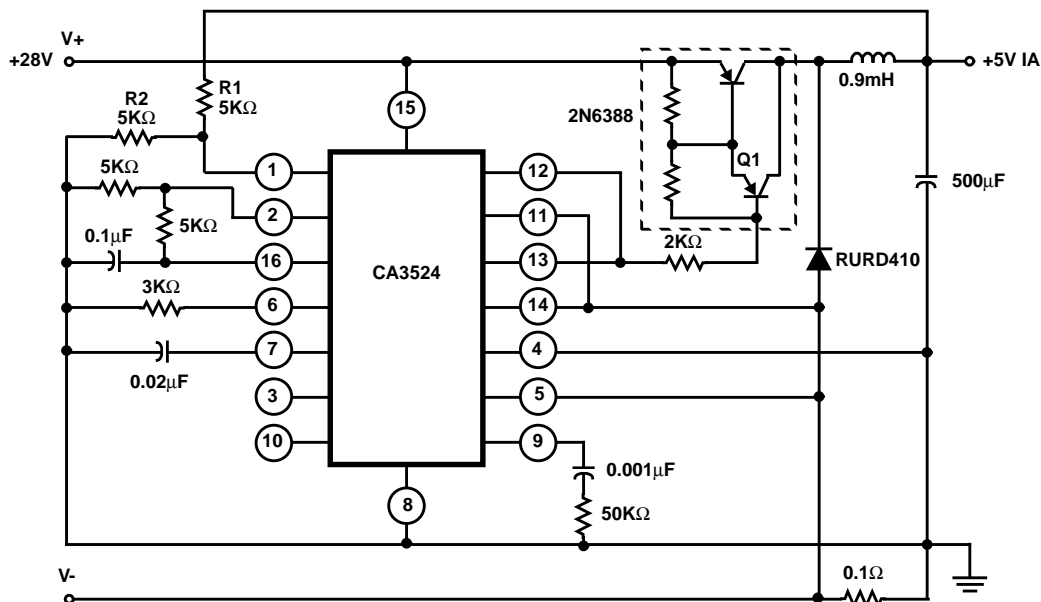 V+
+28V
R1
5KΩ
R2
5KΩ
5KΩ
5KΩ
0.1μF
3KΩ
0.02μF
1
2
16
6
7
3
10
15
CA3524
8
12
11
13
14
4
5
9
2N6388
Q1
2KΩ
0.9mH
+5V IA
500μF
RURD410
0.001μF
50KΩ
V-
0.1Ω